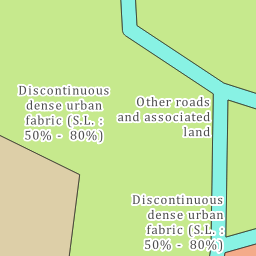 Discontinuous
dense urban
fabric (S.L. :
50% - 80%)
Other roads
and associated
land
Discontinuous
dense urban
fabric (S.L. :
50% - 80%)